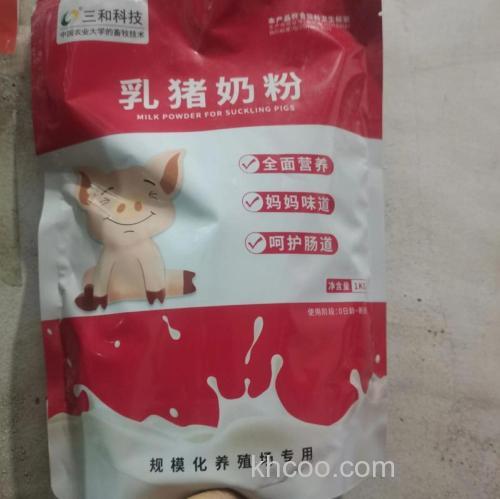 三和科技
中国农业大学的畜牧技术
乳猪奶粉
MILK POWDER FOR SUCKLING PIGS
全面营养
妈妈味道
呵护肠道
净含量
规模化养殖场专用
khcoo.com